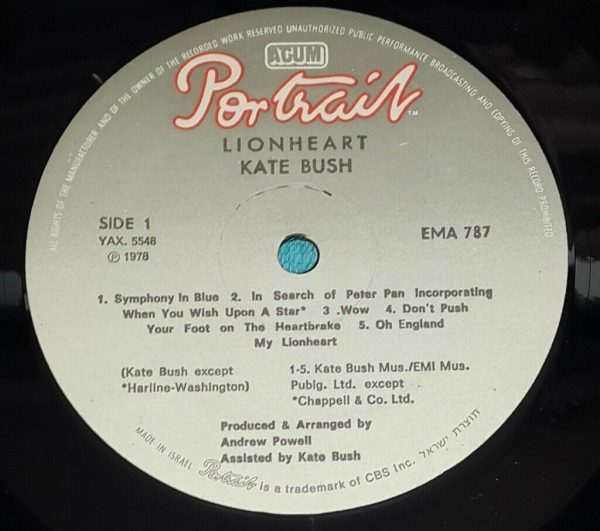 ALL RIGHTS OF THE MANUFACTURER AND OF THE OWNER OF THE RECORDED WORK RESERVED UNAUTHORIZED PUBLIC PERFORMANCE BROADCASTING AND COPYING OF THIS RECORD PROHIBITED
ACUM
Portrait™
LIONHEART
KATE BUSH
SIDE 1
YAX. 5548
℗ 1978
EMA 787
1. Symphony In Blue 2. In Search of Peter Pan Incorporating
When You Wish Upon A Star* 3 .Wow 4. Don't Push
Your Foot on The Heartbrake 5. Oh England
My Lionheart
(Kate Bush except
*Harline-Washington)
1-5. Kate Bush Mus./EMI Mus.
Publg. Ltd. except
*Chappell & Co. Ltd.
Produced & Arranged by
Andrew Powell
Assisted by Kate Bush
MADE IN ISRAEL Portrait is a trademark of CBS Inc. תוצרת ישראל